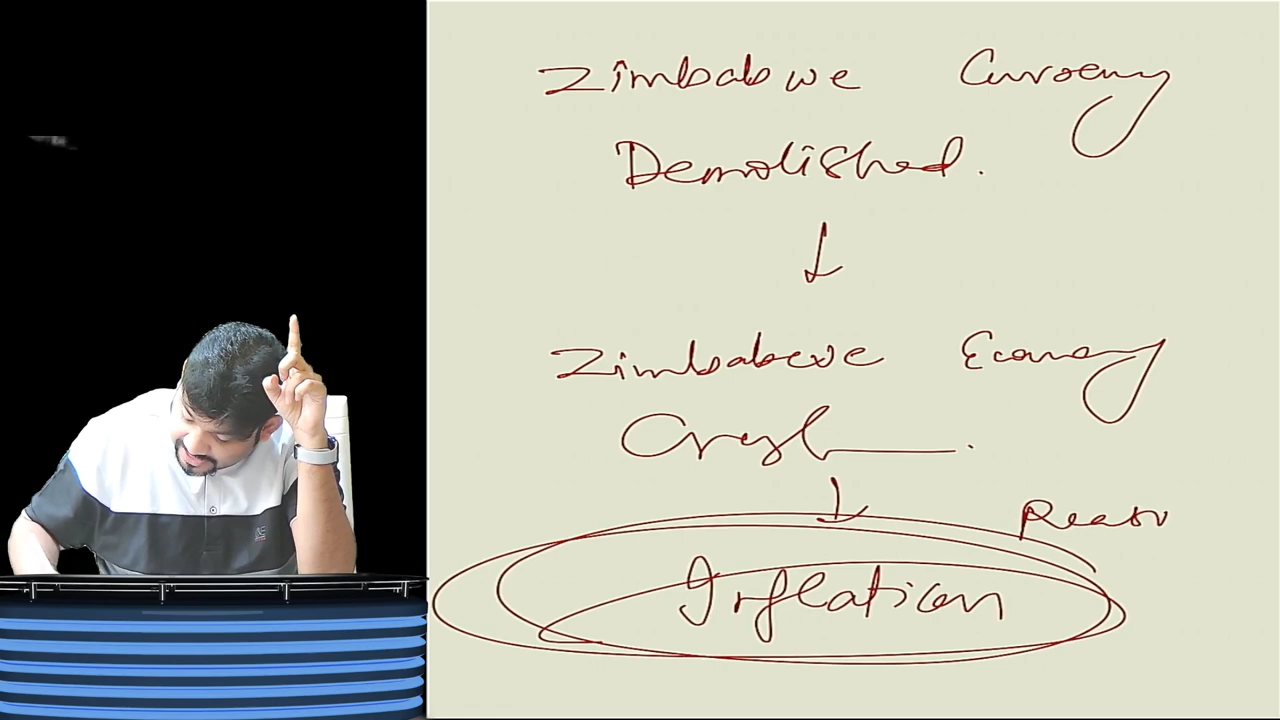 Zimbabwe Currency
Demolished.
↓
Zimbabwe Economy
Crash.
↓
Reason
Inflation